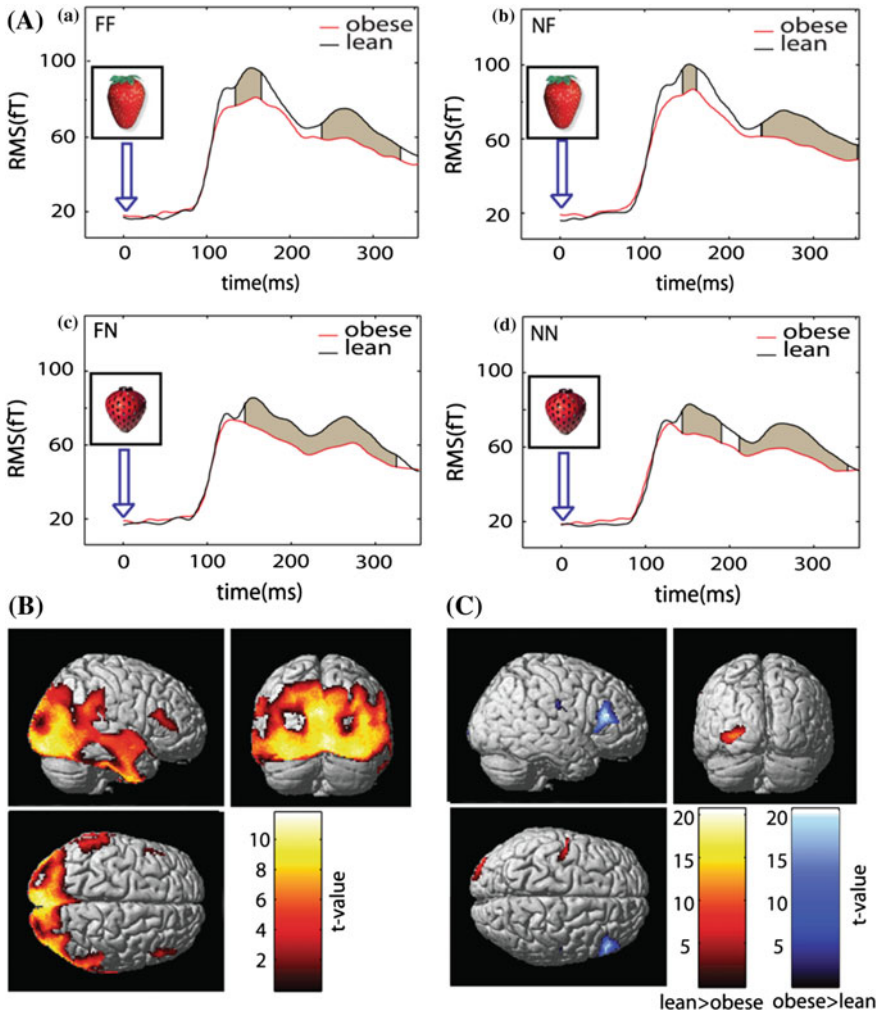 (A) (a) FF
obese
lean
100
60
20
RMS(fT)
0 100 200 300
time(ms)
(b) NF
obese
lean
100
60
20
RMS(fT)
0 100 200 300
time(ms)
(c) FN
obese
lean
100
60
20
RMS(fT)
0 100 200 300
time(ms)
(d) NN
obese
lean
100
60
20
RMS(fT)
0 100 200 300
time(ms)
(B)
10
8
6
4
2
t-value
(C)
20
15
10
5
lean>obese
20
15
10
5
t-value
obese>lean